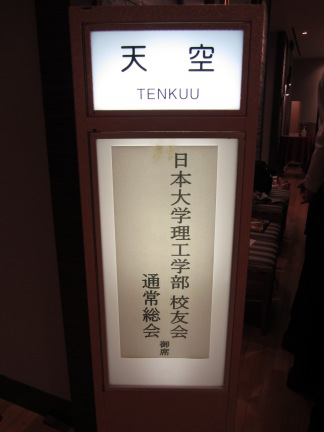 天空
TENKUU
日本大学理工学部 校友会
通常総会 御席